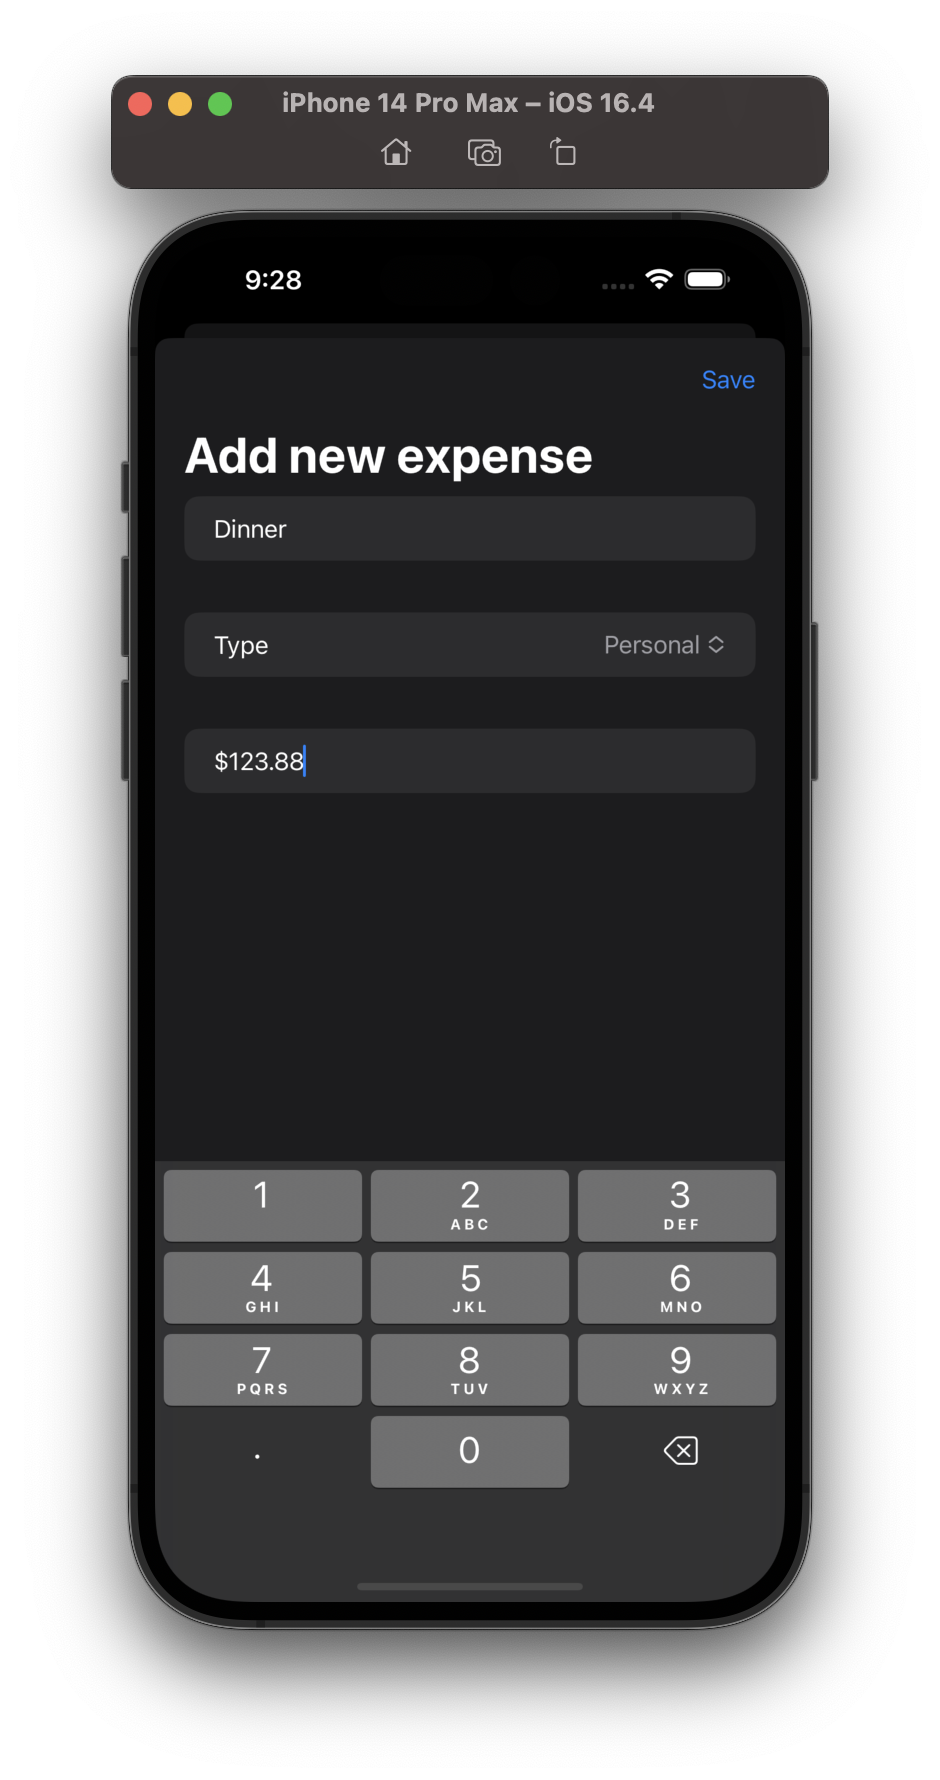 iPhone 14 Pro Max – iOS 16.4
9:28
Save
Add new expense
Dinner
Type Personal
$123.88
1 2 3
ABC DEF
4 5 6
GHI JKL MNO
7 8 9
PQRS TUV WXYZ
. 0